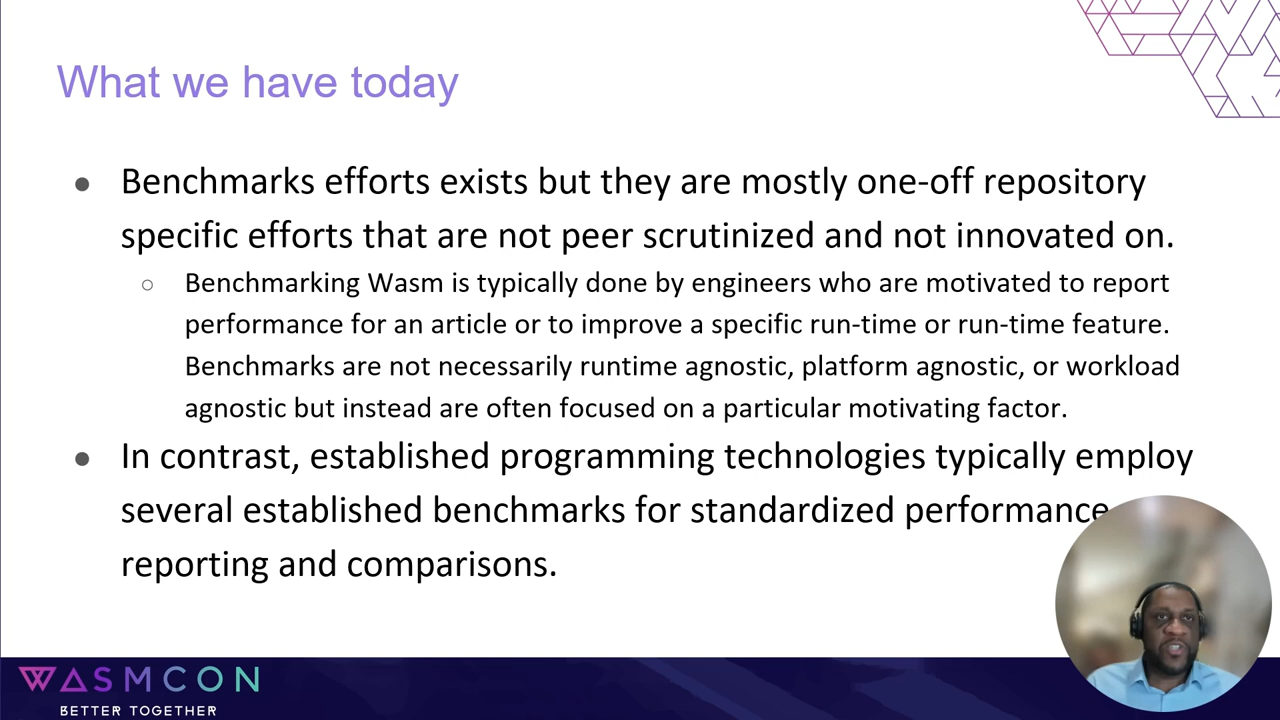 What we have today
● Benchmarks efforts exists but they are mostly one-off repository
specific efforts that are not peer scrutinized and not innovated on.
○ Benchmarking Wasm is typically done by engineers who are motivated to report
performance for an article or to improve a specific run-time or run-time feature.
Benchmarks are not necessarily runtime agnostic, platform agnostic, or workload
agnostic but instead are often focused on a particular motivating factor.
● In contrast, established programming technologies typically employ
several established benchmarks for standardized performance
reporting and comparisons.
WASMCON
BETTER TOGETHER